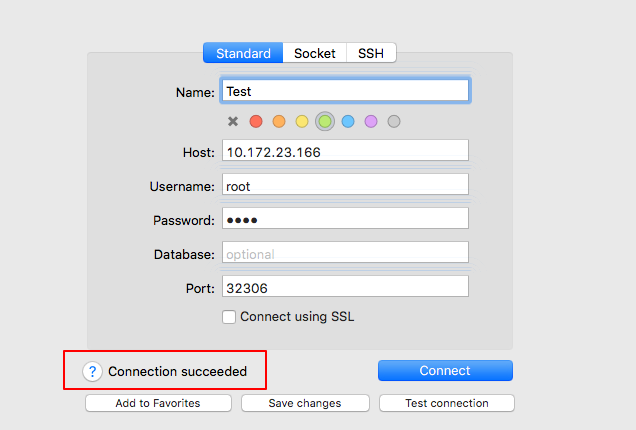 Standard Socket SSH
Name: Test
Host: 10.172.23.166
Username: root
Password: ●●●●
Database: optional
Port: 32306
Connect using SSL
? Connection succeeded Connect
Add to Favorites Save changes Test connection